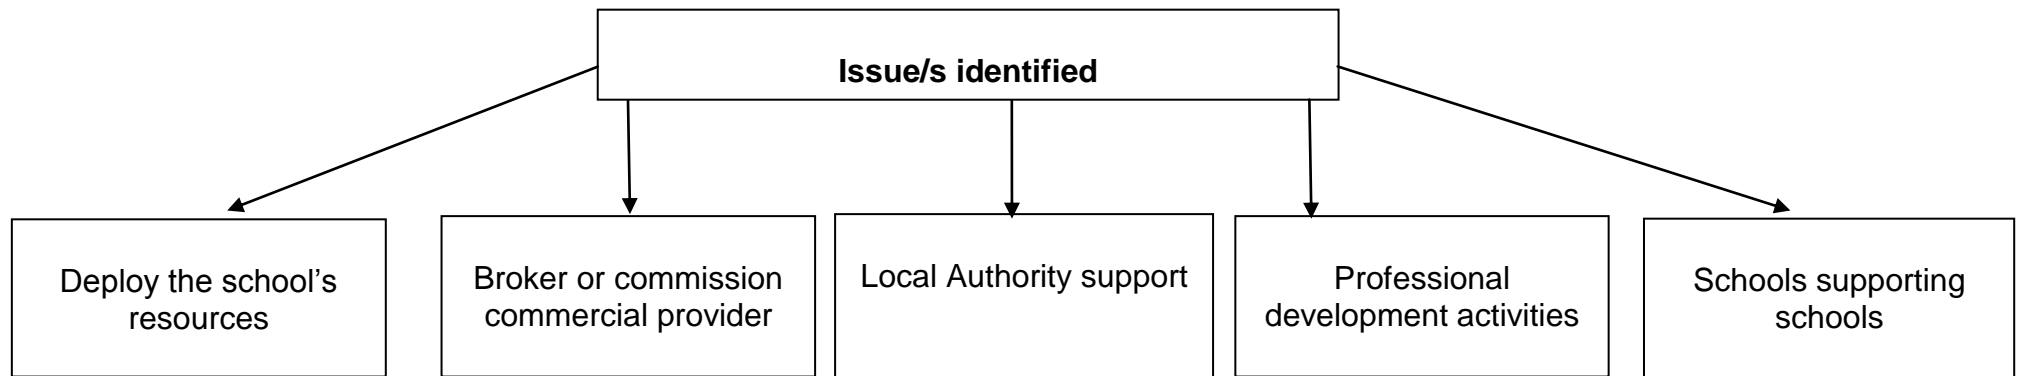 Issue/s identified
Deploy the school’s
resources
Broker or commission
commercial provider
Local Authority support
Professional
development activities
Schools supporting
schools